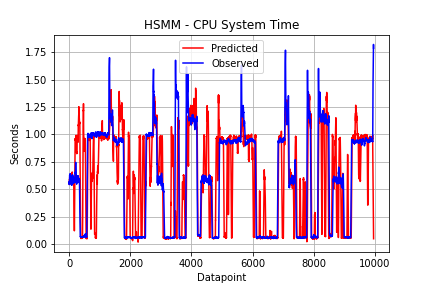 HSMM - CPU System Time
Predicted
Observed
1.75
1.50
1.25
1.00
0.75
0.50
0.25
0.00
Seconds
0 2000 4000 6000 8000 10000
Datapoint